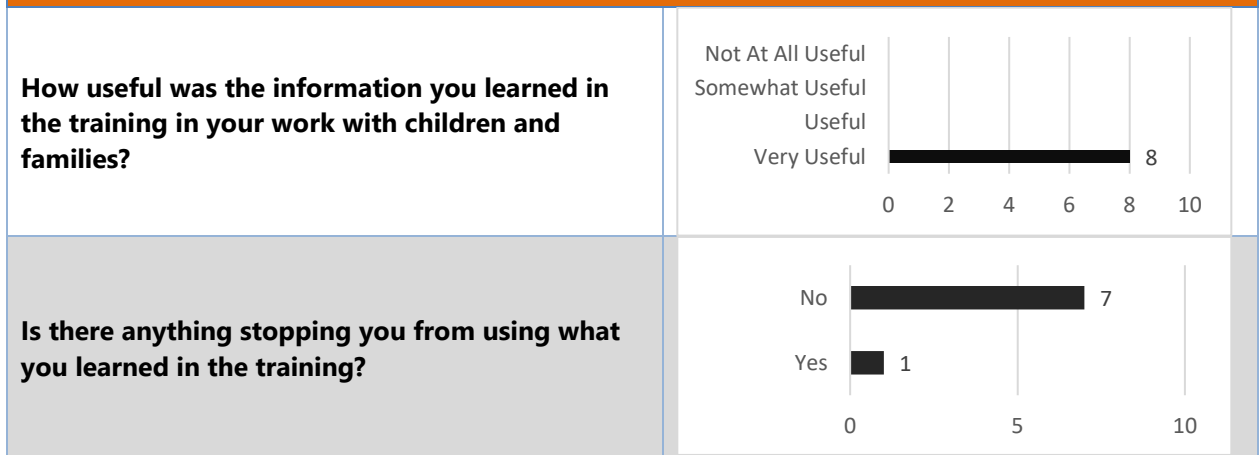 How useful was the information you learned in
the training in your work with children and
families?
Not At All Useful
Somewhat Useful
Useful
Very Useful
8
0 2 4 6 8 10
Is there anything stopping you from using what
you learned in the training?
No
7
Yes
1
0 5 10